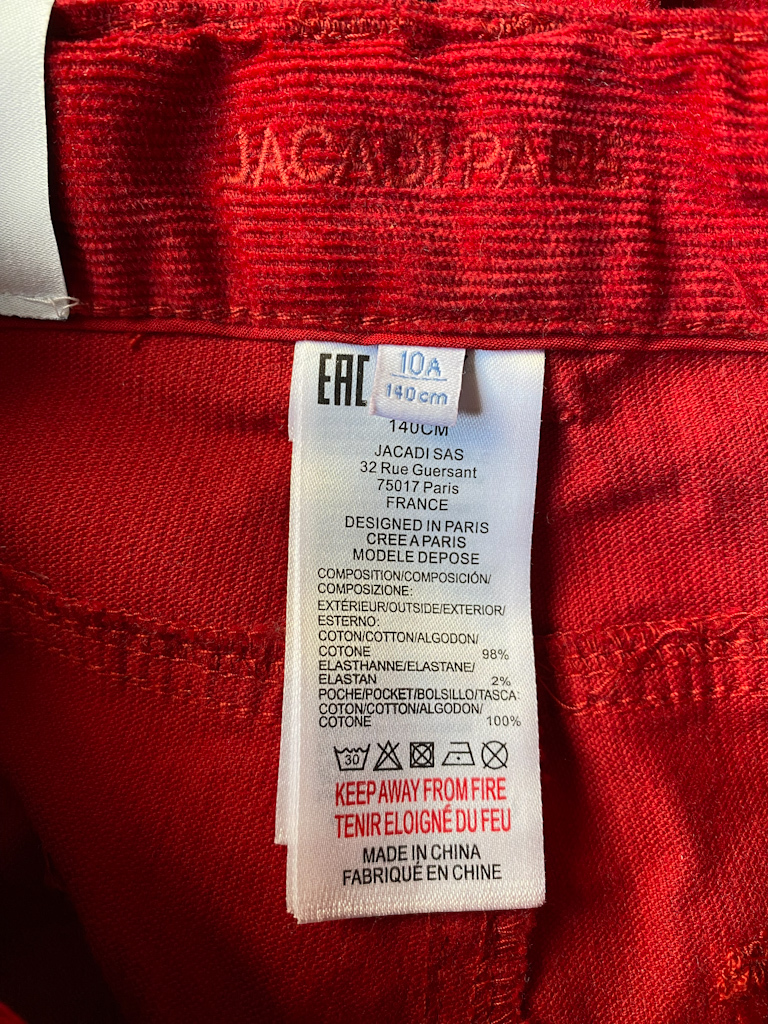 JACADI PARIS
EAC
10A
140cm
140CM
JACADI SAS
32 Rue Guersant
75017 Paris
FRANCE
DESIGNED IN PARIS
CREE A PARIS
MODELE DEPOSE
COMPOSITION/COMPOSICIÓN/
COMPOSIZIONE:
EXTÉRIEUR/OUTSIDE/EXTERIOR/
ESTERNO:
COTON/COTTON/ALGODON/
COTONE 98%
ELASTHANNE/ELASTANE/
ELASTAN 2%
POCHE/POCKET/BOLSILLO/TASCA:
COTON/COTTON/ALGODON/
COTONE 100%
30
KEEP AWAY FROM FIRE
TENIR ELOIGNÉ DU FEU
MADE IN CHINA
FABRIQUÉ EN CHINE